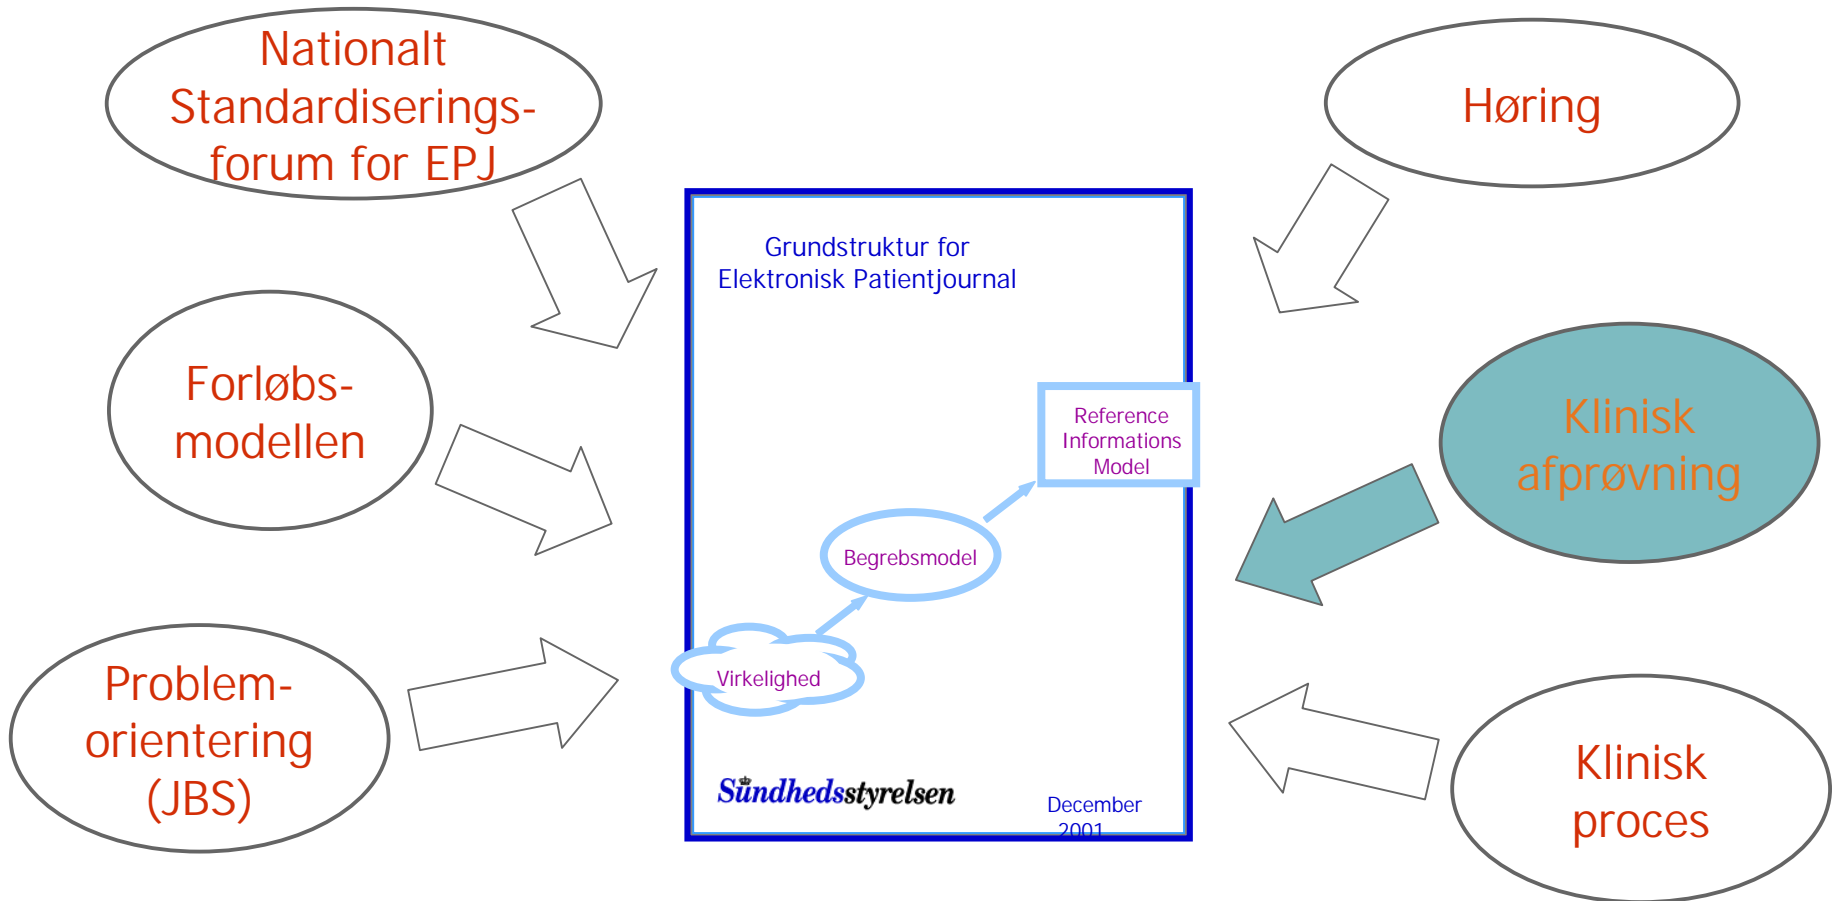 Nationalt
Standardiserings-
forum for EPJ
Forløbs-
modellen
Problem-
orientering
(JBS)
Grundstruktur for
Elektronisk Patientjournal
Reference
Informations
Model
Begrebsmodel
Virkelighed
Sundhedsstyrelsen
December
2001
Høring
Klinisk
afprøvning
Klinisk
proces